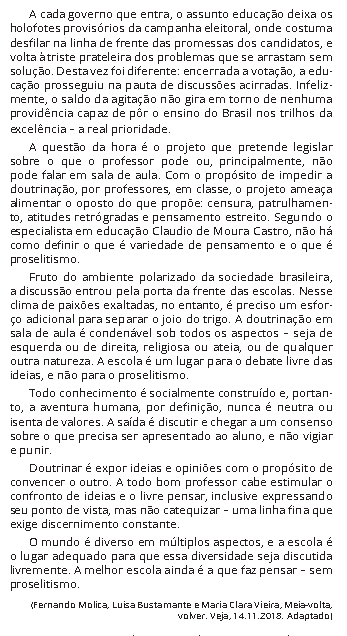 A cada governo que entra, o assunto educação deixa os
holofotes provisórios da campanha eleitoral, onde costuma
desfilar na linha de frente das promessas dos candidatos, e
volta à triste prateleira dos problemas que se arrastam sem
solução. Desta vez foi diferente: encerrada a votação, a edu-
cação prosseguiu na pauta de discussões acirradas. Infeliz-
mente, o saldo da agitação não gira em torno de nenhuma
providência capaz de pôr o ensino do Brasil nos trilhos da
excelência – a real prioridade.
A questão da hora é o projeto que pretende legislar
sobre o que o professor pode ou, principalmente, não
pode falar em sala de aula. Com o propósito de impedir a
doutrinação, por professores, em classe, o projeto ameaça
alimentar o oposto do que propõe: censura, patrulhamen-
to, atitudes retrógradas e pensamento estreito. Segundo o
especialista em educação Claudio de Moura Castro, não há
como definir o que é variedade de pensamento e o que é
proselitismo.
Fruto do ambiente polarizado da sociedade brasileira,
a discussão entrou pela porta da frente das escolas. Nesse
clima de paixões exaltadas, no entanto, é preciso um esfor-
ço adicional para separar o joio do trigo. A doutrinação em
sala de aula é condenável sob todos os aspectos – seja de
esquerda ou de direita, religiosa ou ateia, ou de qualquer
outra natureza. A escola é um lugar para o debate livre das
ideias, e não para o proselitismo.
Todo conhecimento é socialmente construído e, portan-
to, a aventura humana, por definição, nunca é neutra ou
isenta de valores. A saída é discutir e chegar a um consenso
sobre o que precisa ser apresentado ao aluno, e não vigiar
e punir.
Doutrinar é expor ideias e opiniões com o propósito de
convencer o outro. A todo bom professor cabe estimular o
confronto de ideias e o livre pensar, inclusive expressando
seu ponto de vista, mas não catequizar – uma linha fina que
exige discernimento constante.
O mundo é diverso em múltiplos aspectos, e a escola é
o lugar adequado para que essa diversidade seja discutida
livremente. A melhor escola ainda é a que faz pensar – sem
proselitismo.
(Fernando Molica, Luisa Bustamante e Maria Clara Vieira, Meia-volta,
volver. Veja, 14.11.2018. Adaptado)